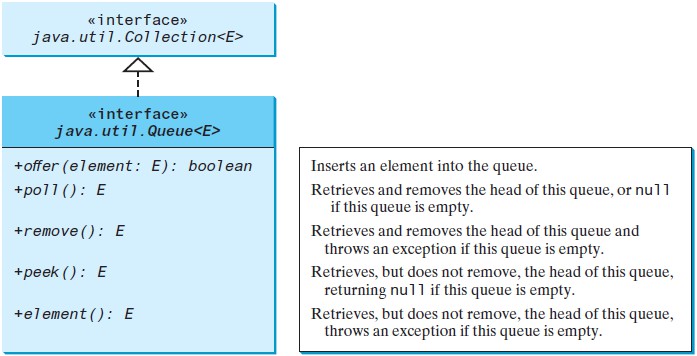 «interface»
java.util.Collection<E>
«interface»
java.util.Queue<E>
+offer(element: E): boolean
Inserts an element into the queue.
+poll(): E
Retrieves and removes the head of this queue, or null
if this queue is empty.
+remove(): E
Retrieves and removes the head of this queue and
throws an exception if this queue is empty.
+peek(): E
Retrieves, but does not remove, the head of this queue,
returning null if this queue is empty.
+element(): E
Retrieves, but does not remove, the head of this queue,
throws an exception if this queue is empty.